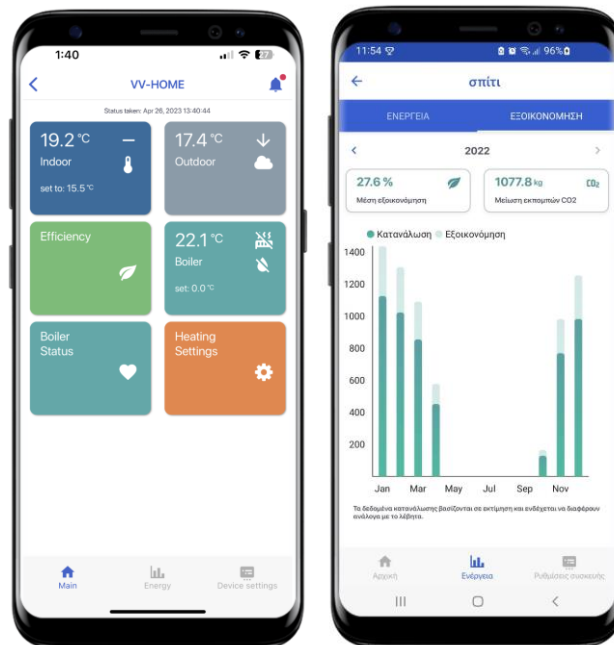 1:40
27
VV-HOME
Status taken: Apr 26, 2023 13:40:44
19.2 °C
Indoor
set to: 15.5 °C
17.4 °C
Outdoor
Efficiency
22.1 °C
Boiler
set: 0.0 °C
Boiler
Status
Heating
Settings
Main
Energy
Device settings
11:54
96%
σπίτι
ΕΝΕΡΓΕΙΑ
ΕΞΟΙΚΟΝΟΜΗΣΗ
2022
27.6 %
Μέση εξοικονόμηση
1077.8 kg
CO₂
Μείωση εκπομπών CO2
Κατανάλωση
Εξοικονόμηση
1400
1200
1000
800
600
400
200
Jan
Mar
May
Jul
Sep
Nov
Τα δεδομένα κατανάλωσης βασίζονται σε εκτίμηση και ενδέχεται να διαφέρουν
ανάλογα με το λέβητα.
Αρχική
Ενέργεια
Ρυθμίσεις συσκευής